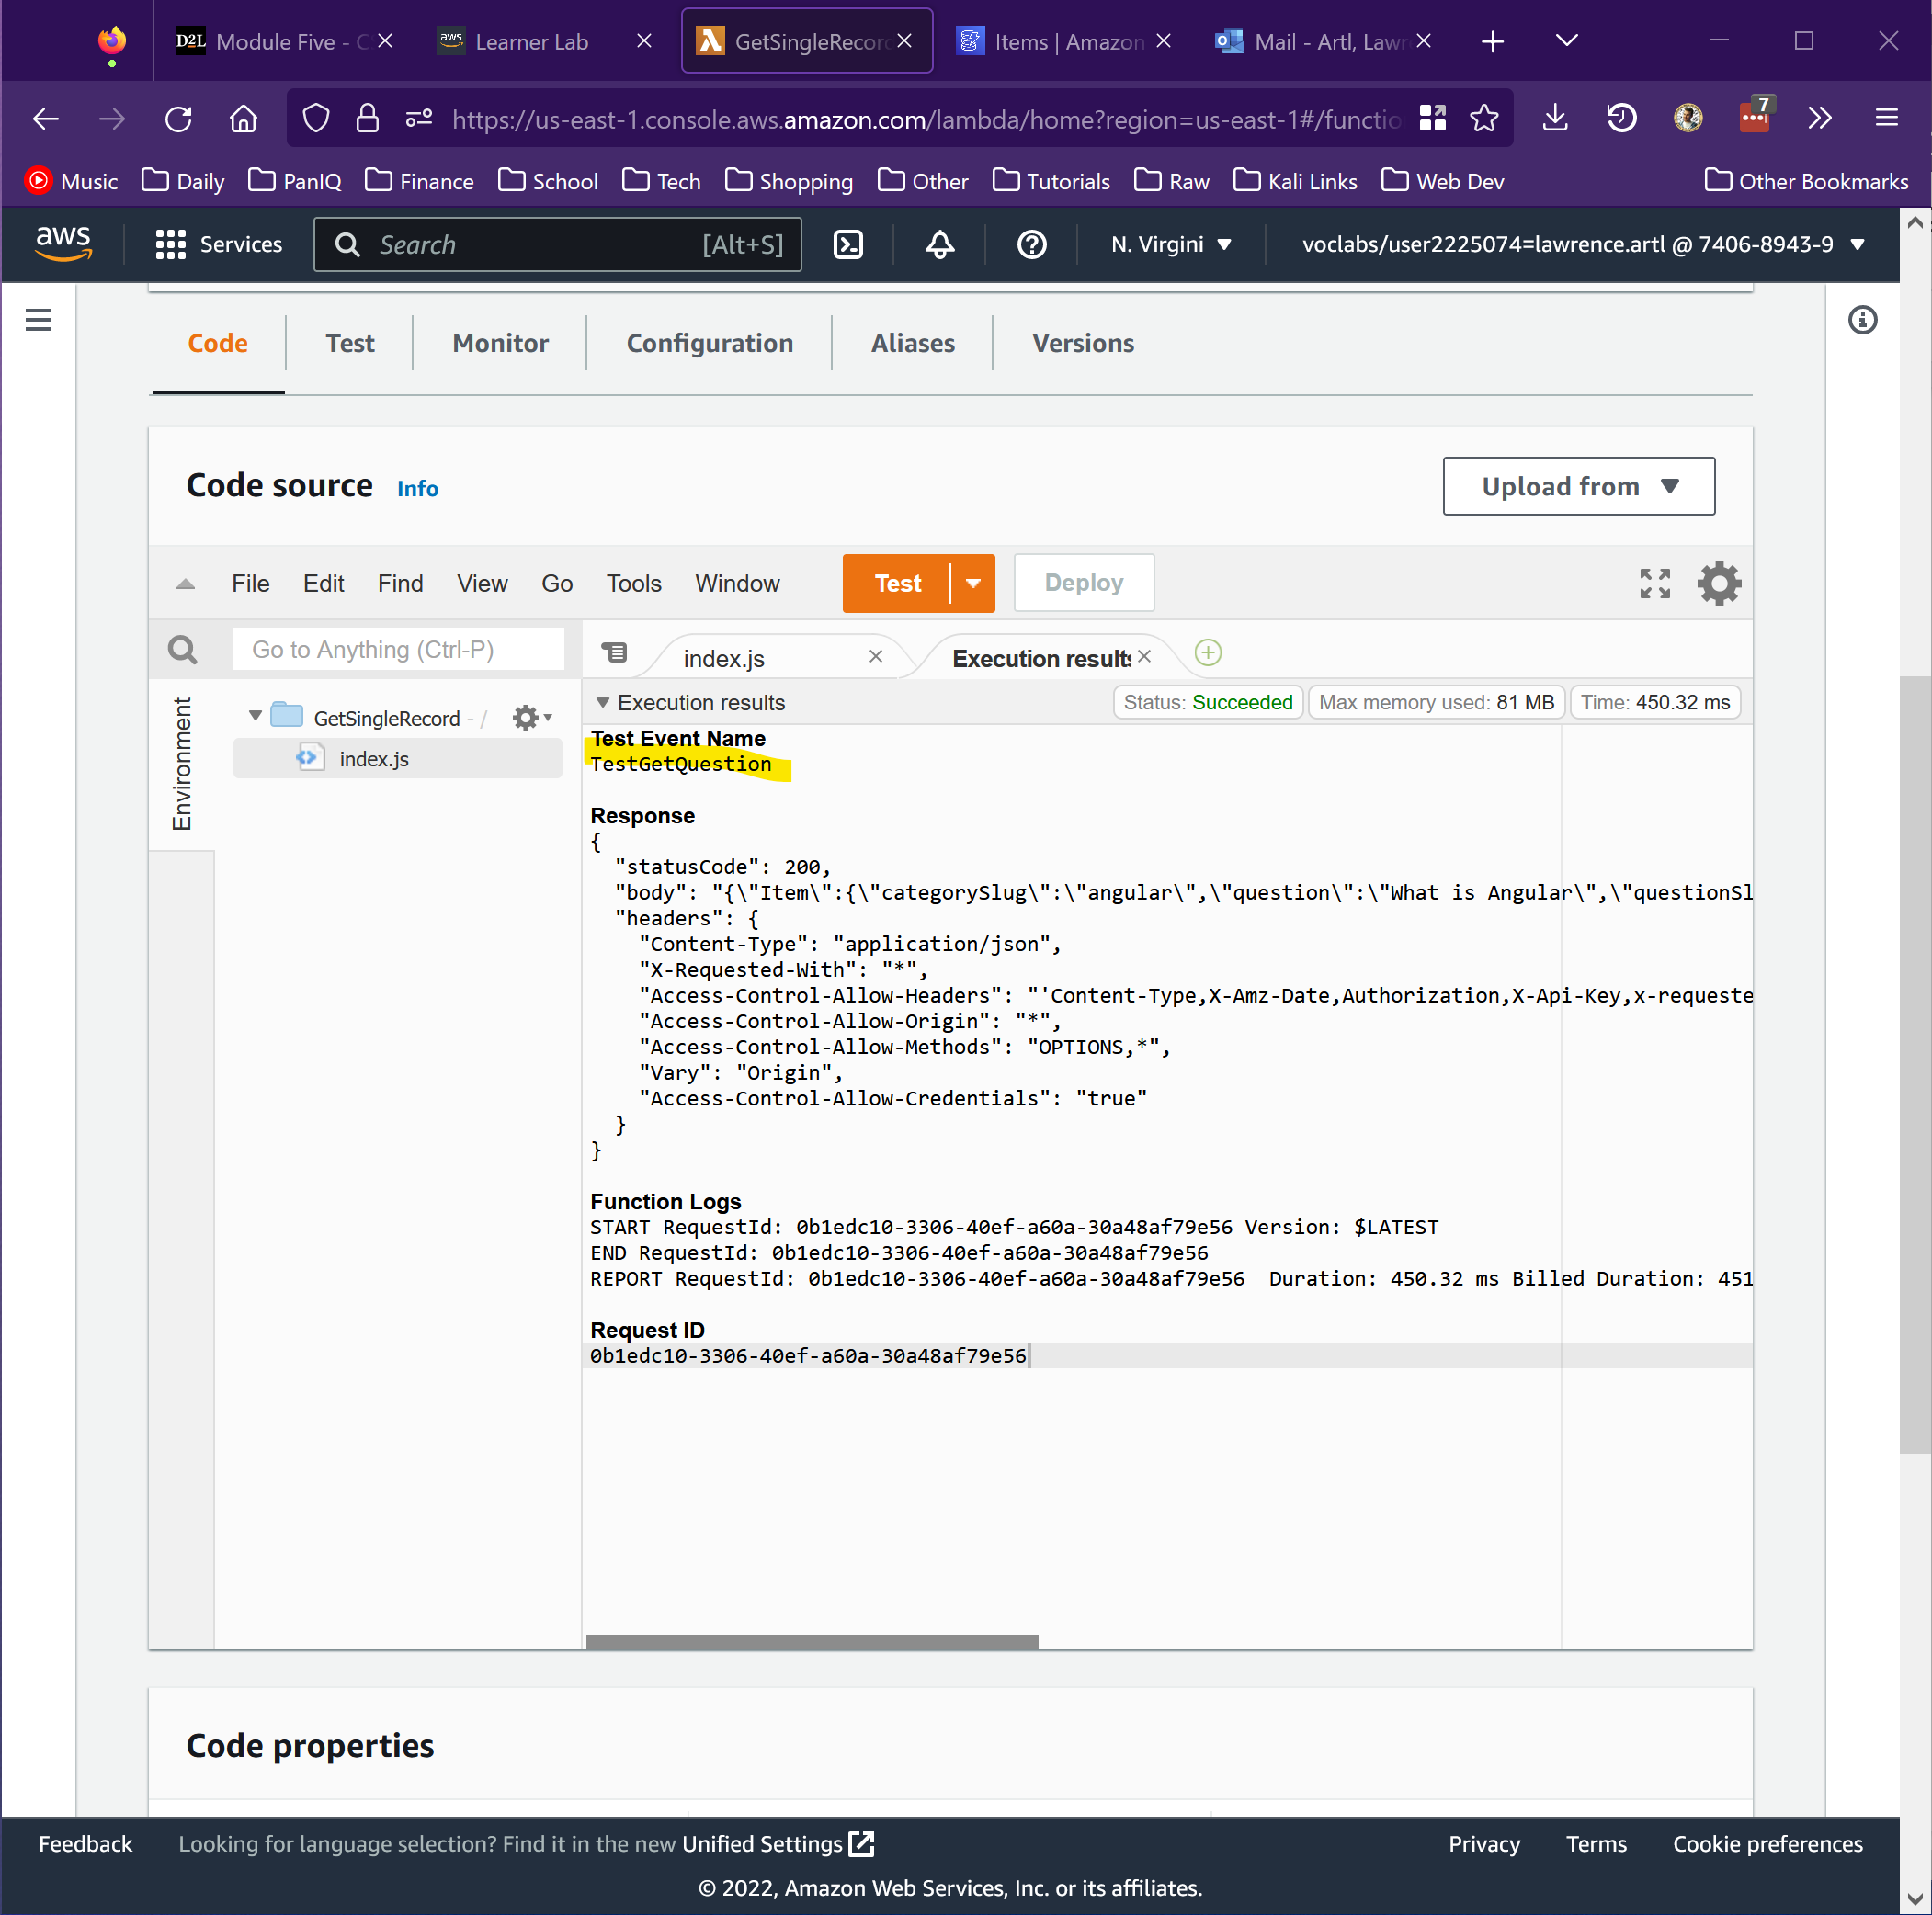 D2L Module Five - C
aws Learner Lab
GetSingleRecord
Items | Amazon
Mail - Artl, Lawr
https://us-east-1.console.aws.amazon.com/lambda/home?region=us-east-1#/functio
7
Music Daily PanIQ Finance School Tech Shopping Other Tutorials Raw Kali Links Web Dev Other Bookmarks
aws Services Search [Alt+S] N. Virgini voclabs/user2225074=lawrence.artl @ 7406-8943-9
Code Test Monitor Configuration Aliases Versions
Code source Info Upload from
File Edit Find View Go Tools Window Test Deploy
Go to Anything (Ctrl-P) index.js Execution results
Environment
GetSingleRecord - /
index.js
Execution results Status: Succeeded Max memory used: 81 MB Time: 450.32 ms
Test Event Name
TestGetQuestion
Response
{
"statusCode": 200,
"body": "{\"Item\":{\"categorySlug\":\"angular\",\"question\":\"What is Angular\",\"questionSl
"headers": {
"Content-Type": "application/json",
"X-Requested-With": "*",
"Access-Control-Allow-Headers": "'Content-Type,X-Amz-Date,Authorization,X-Api-Key,x-requeste
"Access-Control-Allow-Origin": "*",
"Access-Control-Allow-Methods": "OPTIONS,*",
"Vary": "Origin",
"Access-Control-Allow-Credentials": "true"
}
}
Function Logs
START RequestId: 0b1edc10-3306-40ef-a60a-30a48af79e56 Version: $LATEST
END RequestId: 0b1edc10-3306-40ef-a60a-30a48af79e56
REPORT RequestId: 0b1edc10-3306-40ef-a60a-30a48af79e56 Duration: 450.32 ms Billed Duration: 451
Request ID
0b1edc10-3306-40ef-a60a-30a48af79e56
Code properties
Feedback Looking for language selection? Find it in the new Unified Settings Privacy Terms Cookie preferences
© 2022, Amazon Web Services, Inc. or its affiliates.